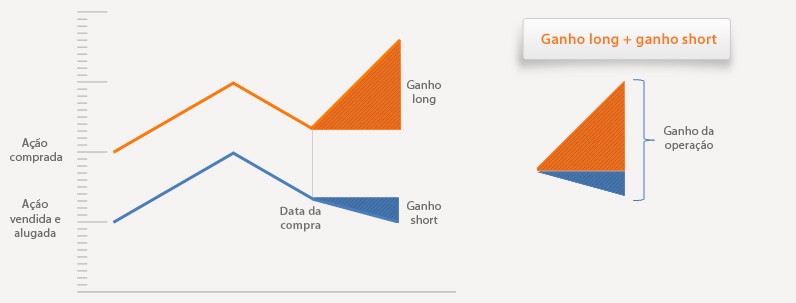 Ganho long + ganho short
Ganho
long
Ganho da
operação
Ação
comprada
Ação
vendida e
alugada
Data da
compra
Ganho
short